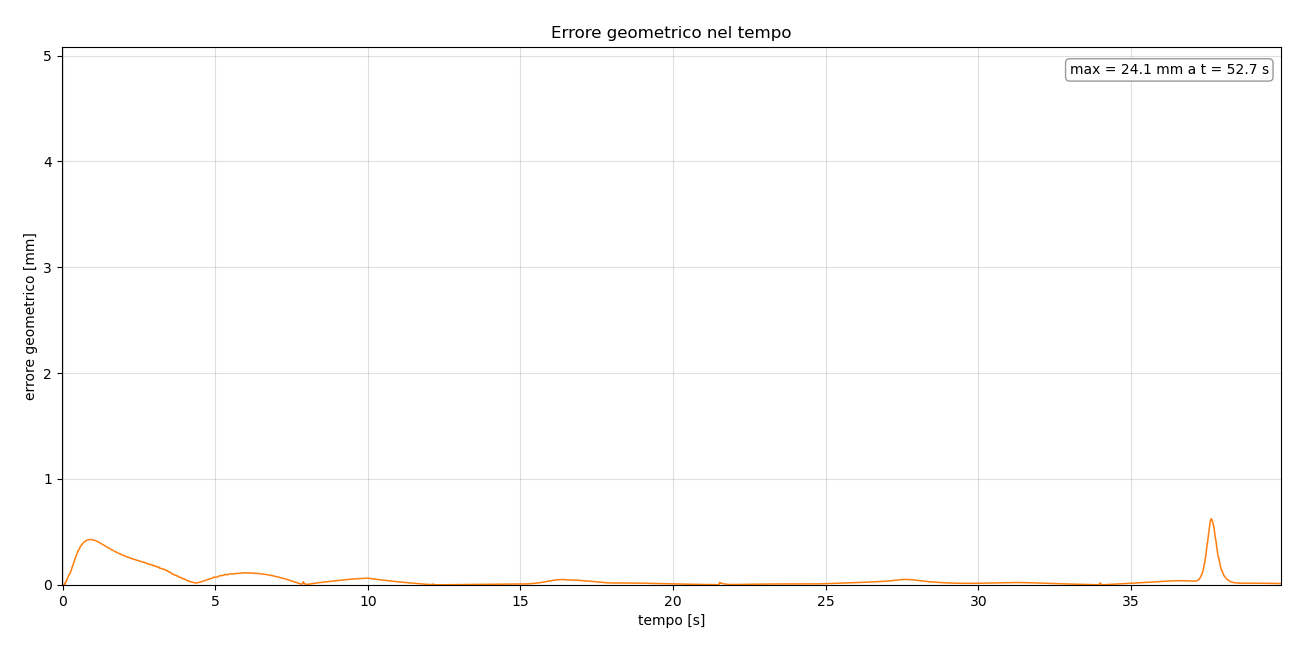 Errore geometrico nel tempo
max = 24.1 mm a t = 52.7 s
errore geometrico [mm]
5
4
3
2
1
0
0 5 10 15 20 25 30 35
tempo [s]